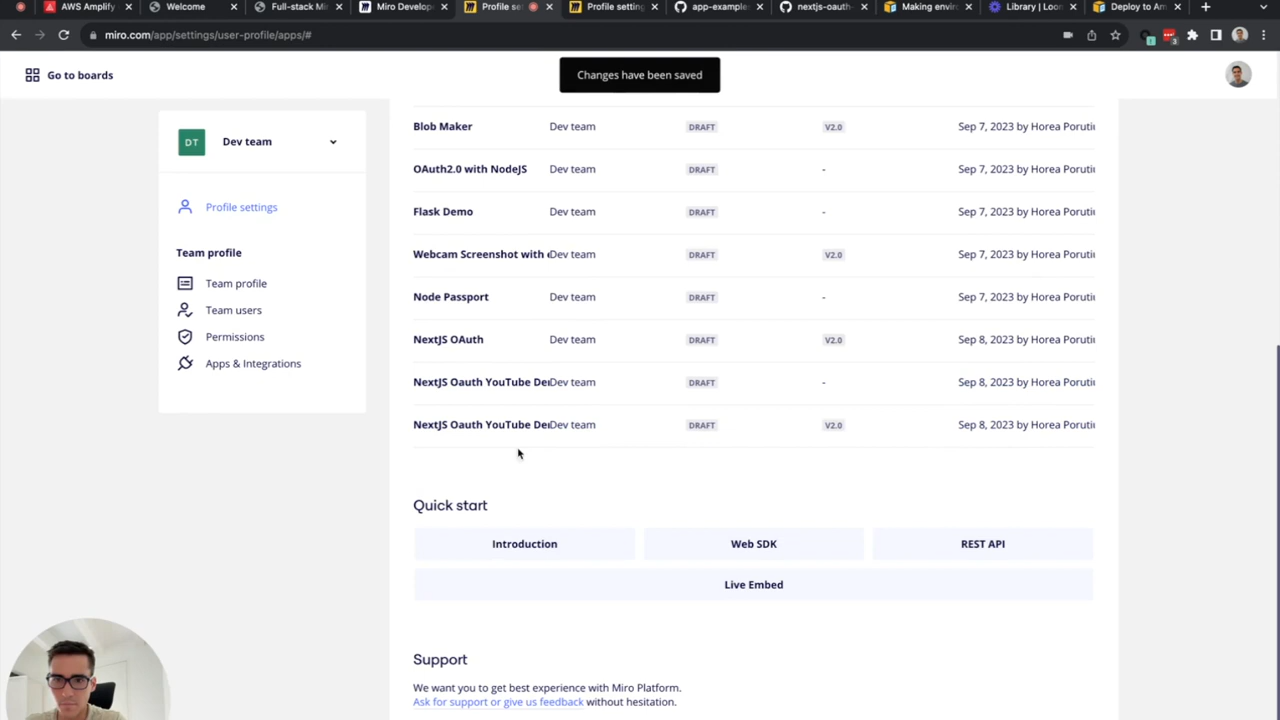 AWS Amplify
Welcome
Full-stack Mir
Miro Develop
Profile se
Profile setting
app-example
nextjs-oauth-
Making envir
Library | Loon
Deploy to Am
miro.com/app/settings/user-profile/apps/#
Go to boards
Changes have been saved
DT Dev team
Profile settings
Team profile
Team profile
Team users
Permissions
Apps & Integrations
Blob Maker Dev team DRAFT V2.0 Sep 7, 2023 by Horea Poruti
OAuth2.0 with NodeJS Dev team DRAFT - Sep 7, 2023 by Horea Poruti
Flask Demo Dev team DRAFT - Sep 7, 2023 by Horea Poruti
Webcam Screenshot with Dev team DRAFT V2.0 Sep 7, 2023 by Horea Poruti
Node Passport Dev team DRAFT - Sep 7, 2023 by Horea Poruti
NextJS OAuth Dev team DRAFT V2.0 Sep 8, 2023 by Horea Poruti
NextJS Oauth YouTube De Dev team DRAFT - Sep 8, 2023 by Horea Poruti
NextJS Oauth YouTube De Dev team DRAFT V2.0 Sep 8, 2023 by Horea Poruti
Quick start
Introduction Web SDK REST API
Live Embed
Support
We want you to get best experience with Miro Platform.
Ask for support or give us feedback without hesitation.